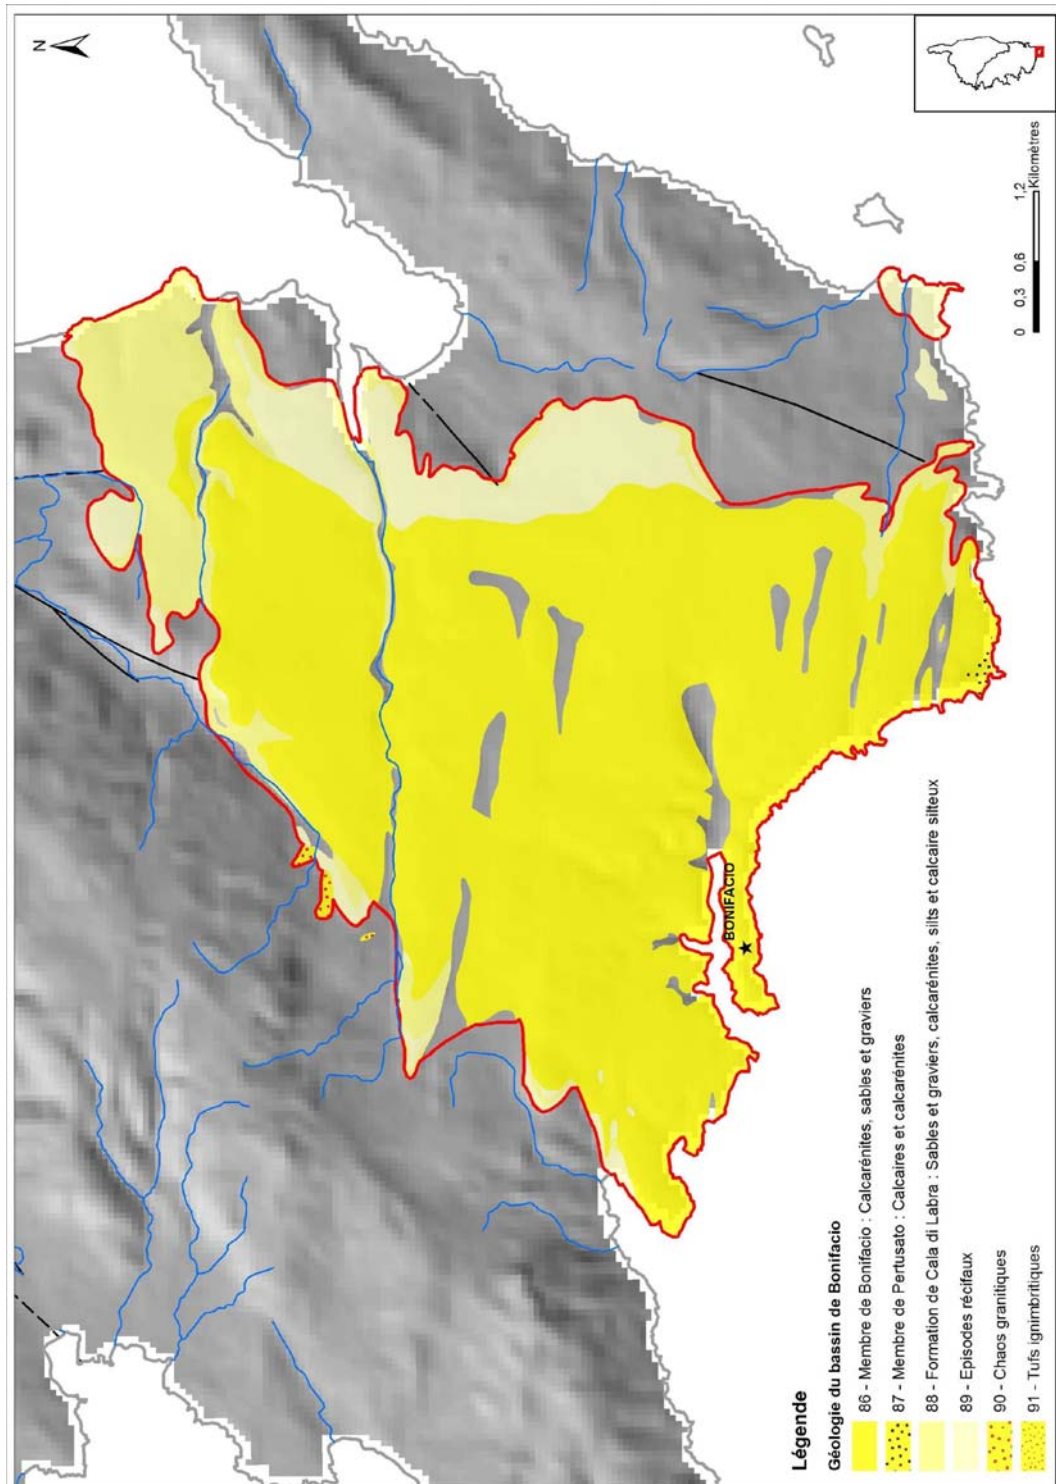 N
BONIFACIO
0 0,3 0,6 1,2
Kilomètres
Légende
Géologie du bassin de Bonifacio
86 - Membre de Bonifacio : Calcarénites, sables et graviers
87 - Membre de Pertusato : Calcaires et calcarénites
88 - Formation de Cala di Labra : Sables et graviers, calcarénites, silts et calcaire silteux
89 - Episodes récifaux
90 - Chaos granitiques
91 - Tufs ignimbritiques